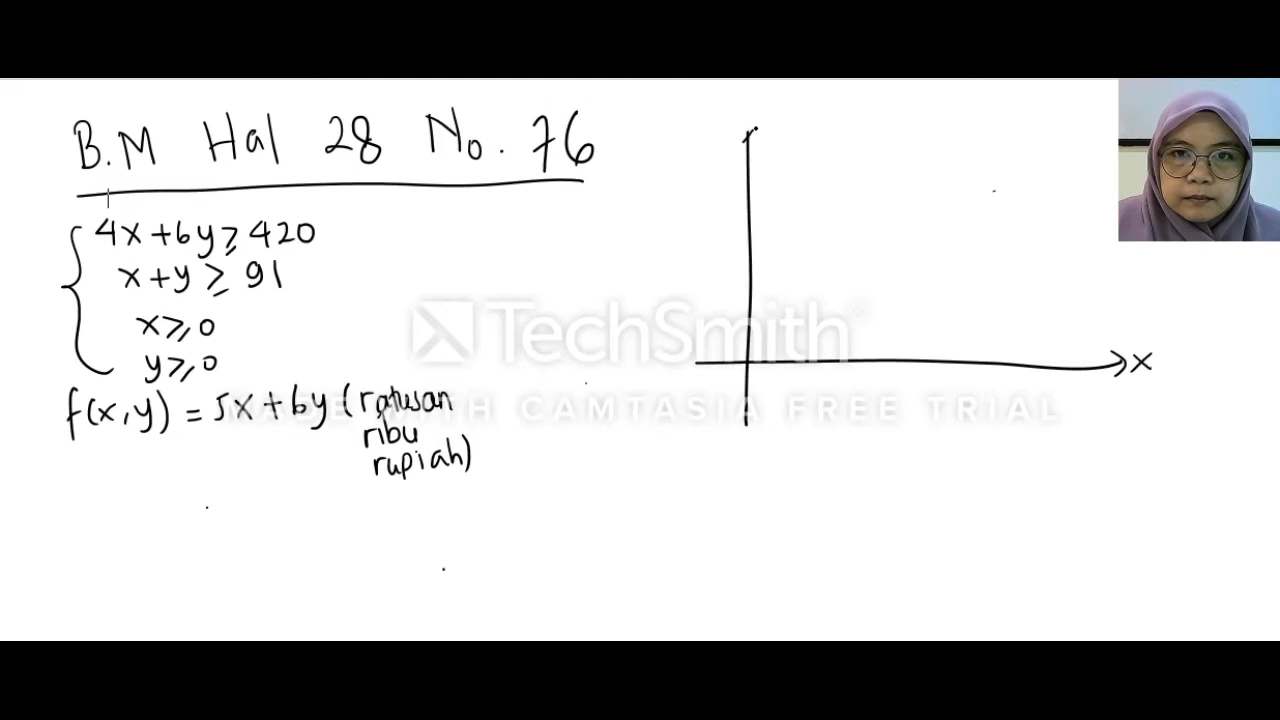 B.M Hal 28 No. 76
4x + 6y ≥ 420
x + y ≥ 91
x ≥ 0
y ≥ 0
f(x,y) = 5x + 6y (ratusan
ribu
rupiah)
x
TechSmith
MADE WITH CAMTASIA FREE TRIAL